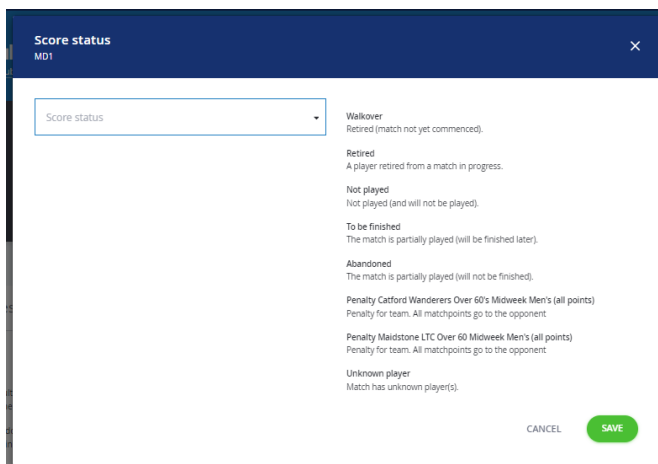 Score status
MD1
Score status
Walkover
Retired (match not yet commenced).
Retired
A player retired from a match in progress.
Not played
Not played (and will not be played).
To be finished
The match is partially played (will be finished later).
Abandoned
The match is partially played (will not be finished).
Penalty Catford Wanderers Over 60's Midweek Men's (all points)
Penalty for team. All matchpoints go to the opponent
Penalty Maidstone LTC Over 60 Midweek Men's (all points)
Penalty for team. All matchpoints go to the opponent
Unknown player
Match has unknown player(s).
CANCEL
SAVE